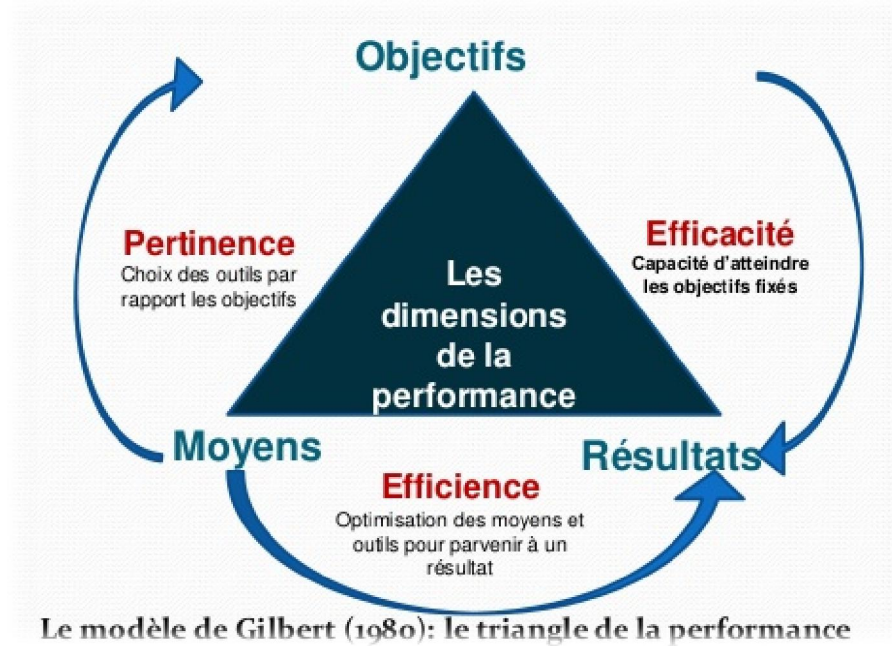 Objectifs
Pertinence
Choix des outils par
rapport les objectifs
Efficacité
Capacité d'atteindre
les objectifs fixés
Les
dimensions
de la
performance
Moyens
Résultats
Efficience
Optimisation des moyens et
outils pour parvenir à un
résultat
Le modèle de Gilbert (1980): le triangle de la performance